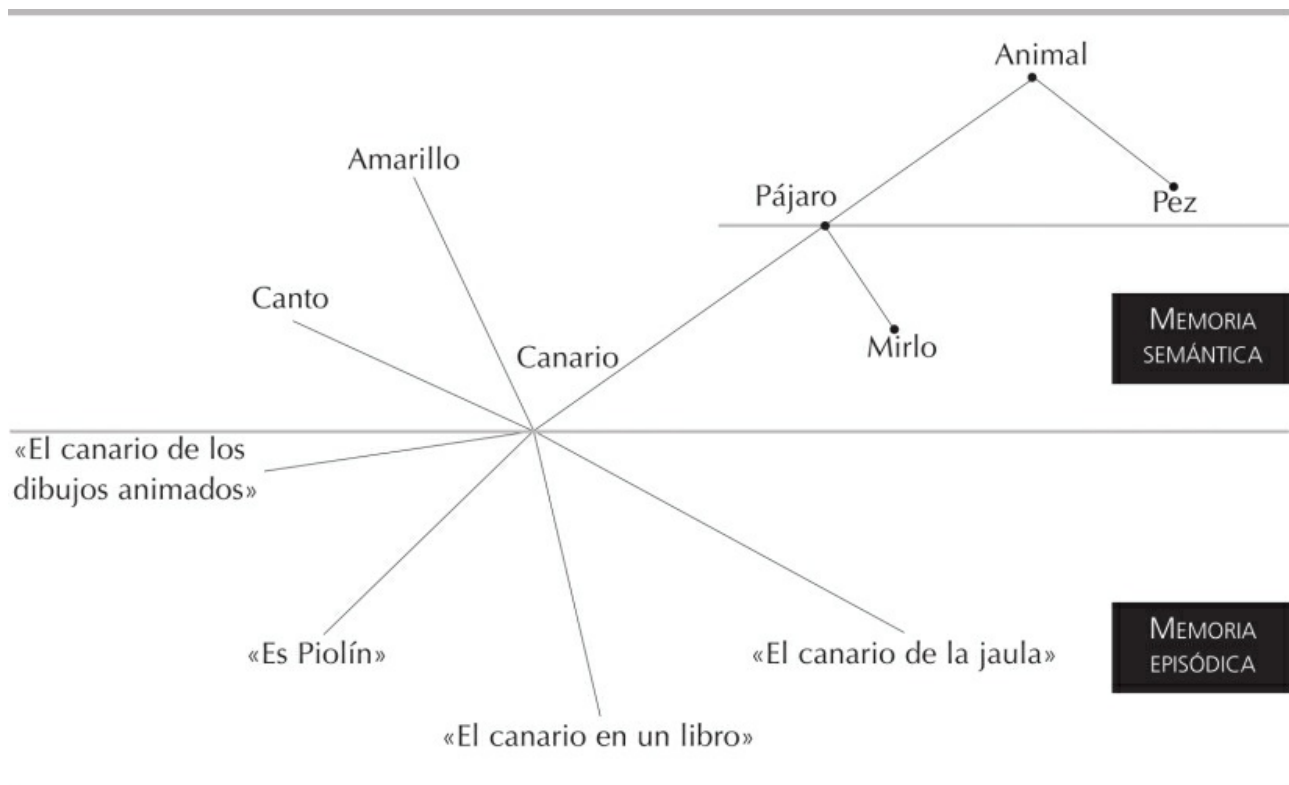 Animal
Amarillo
Pájaro
Pez
Canto
Canario
Mirlo
MEMORIA
SEMÁNTICA
«El canario de los
dibujos animados»
«Es Piolín»
«El canario de la jaula»
MEMORIA
EPISÓDICA
«El canario en un libro»